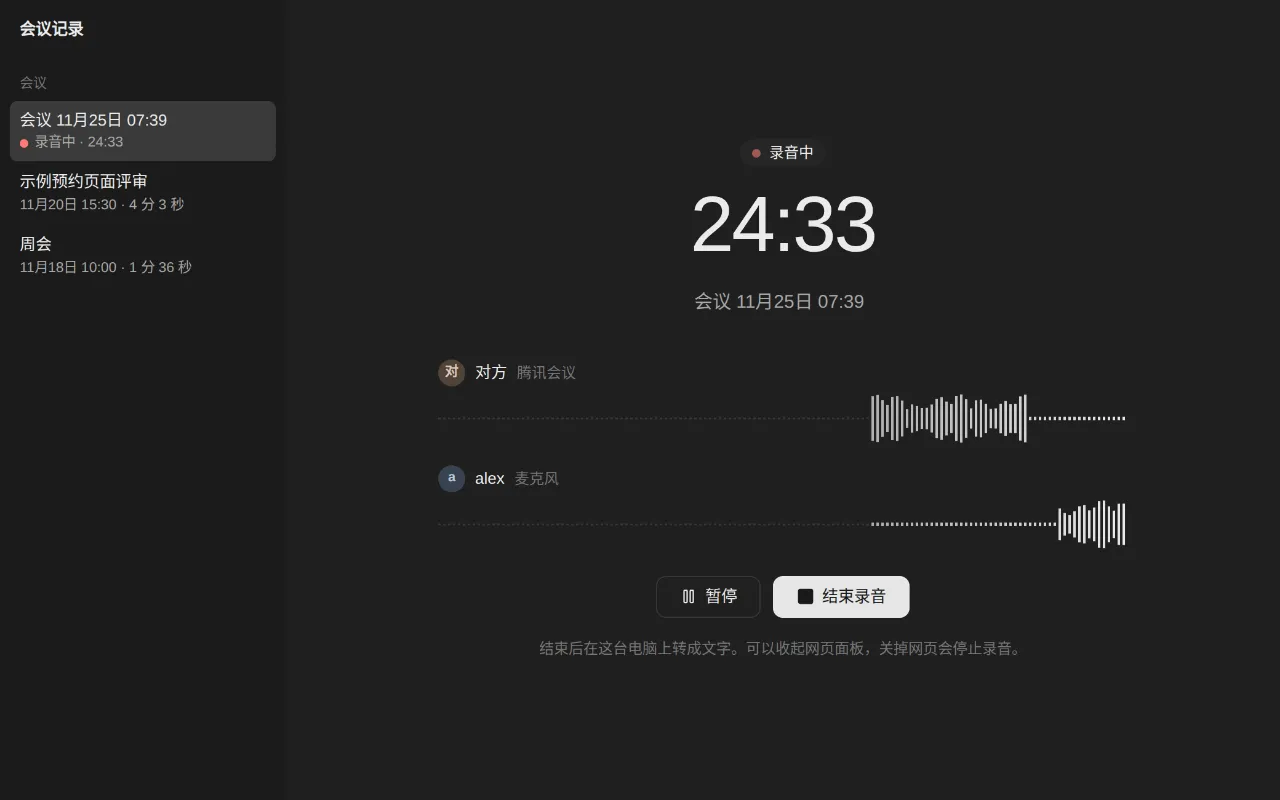 会议记录
会议
会议 11月25日 07:39
录音中 · 24:33
示例预约页面评审
11月20日 15:30 · 4 分 3 秒
周会
11月18日 10:00 · 1 分 36 秒
录音中
24:33
会议 11月25日 07:39
对 对方 腾讯会议
a alex 麦克风
暂停 结束录音
结束后在这台电脑上转成文字。可以收起网页面板，关掉网页会停止录音。